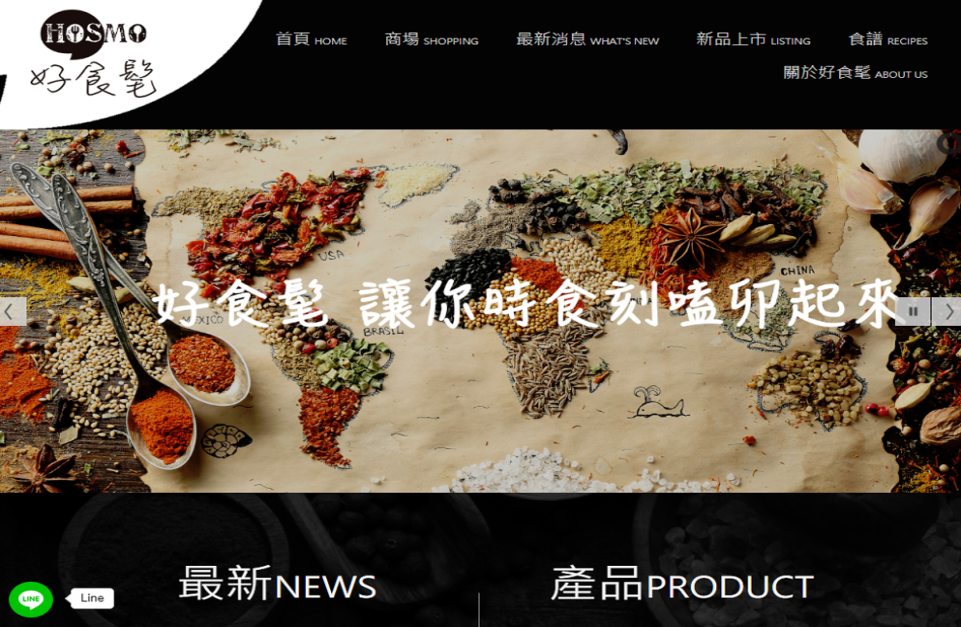 HOSMO
好食髦
首頁 HOME
商場 SHOPPING
最新消息 WHAT'S NEW
新品上市 LISTING
食譜 RECIPES
關於好食髦 ABOUT US
USA
MEXICO
BRASIL
CHINA
好食髦 讓你時食刻嗑卯起來
最新NEWS
產品PRODUCT
LINE
Line